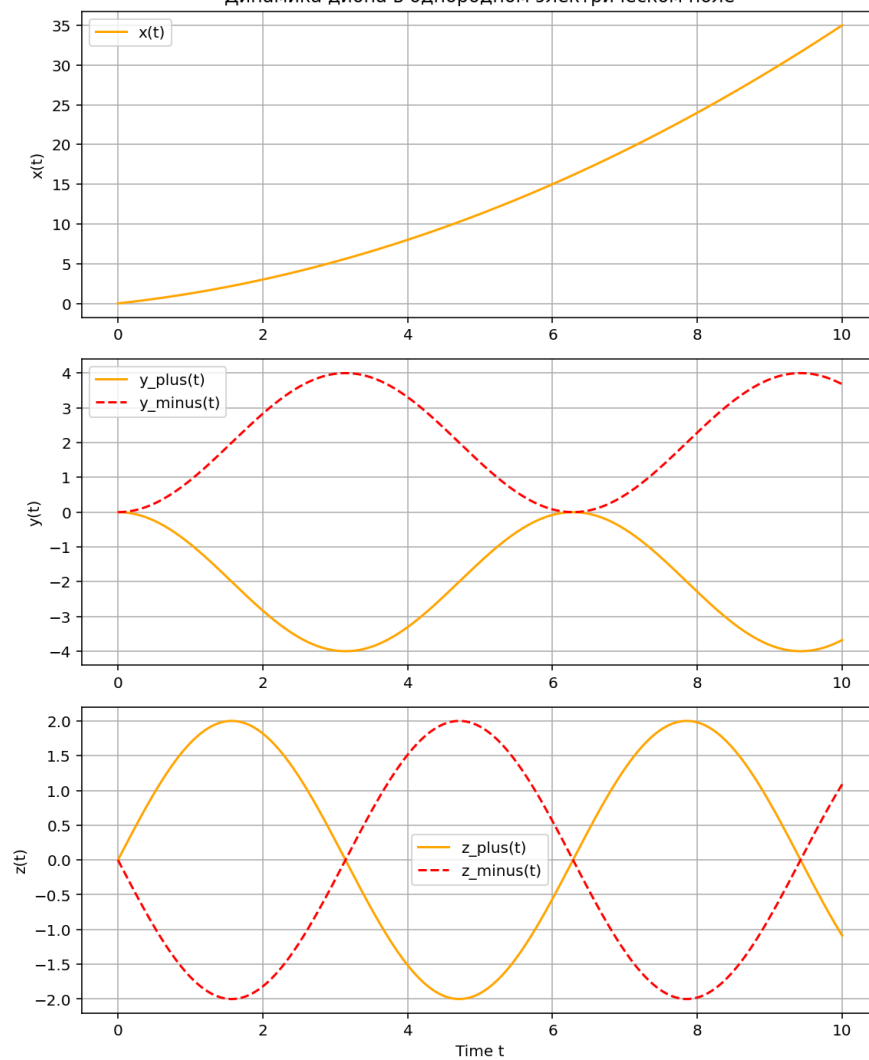 Динамика диона в однородном электрическом поле
35
30
25
20
15
10
5
0
x(t)
x(t)
0 2 4 6 8 10
4
3
2
1
0
−1
−2
−3
−4
y(t)
y_plus(t)
y_minus(t)
0 2 4 6 8 10
2.0
1.5
1.0
0.5
0.0
−0.5
−1.0
−1.5
−2.0
z(t)
z_plus(t)
z_minus(t)
0 2 4 6 8 10
Time t